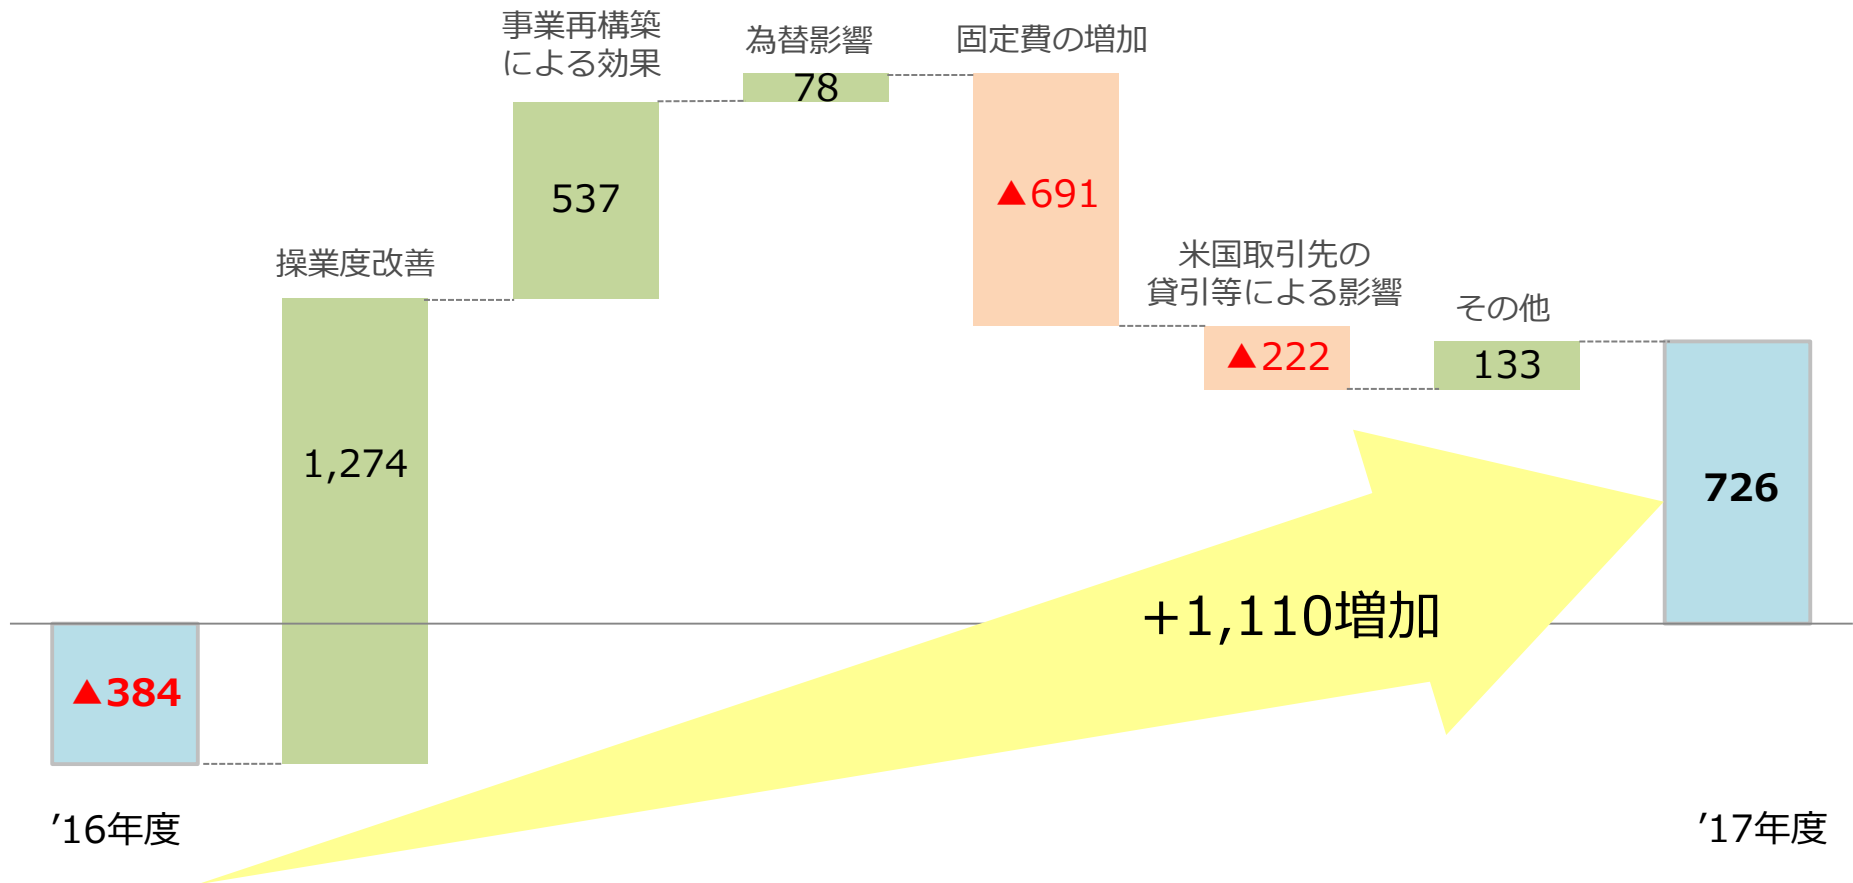 事業再構築
による効果
為替影響
固定費の増加
78
537
▲691
操業度改善
米国取引先の
貸引等による影響
その他
▲222
133
1,274
726
+1,110増加
▲384
’16年度
’17年度